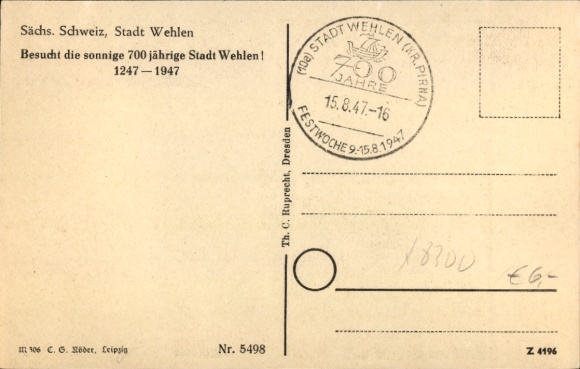 Sächs. Schweiz, Stadt Wehlen
Besucht die sonnige 700 jährige Stadt Wehlen!
1247 – 1947
(10a) STADT WEHLEN (KR. PIRNA)
700
JAHRE
15.8.47.-16
FESTWOCHE 9.-15.8.1947
Th. C. Ruprecht, Dresden
x8300
€6,-
M 306 C. G. Röder, Leipzig
Nr. 5498
Z 4196